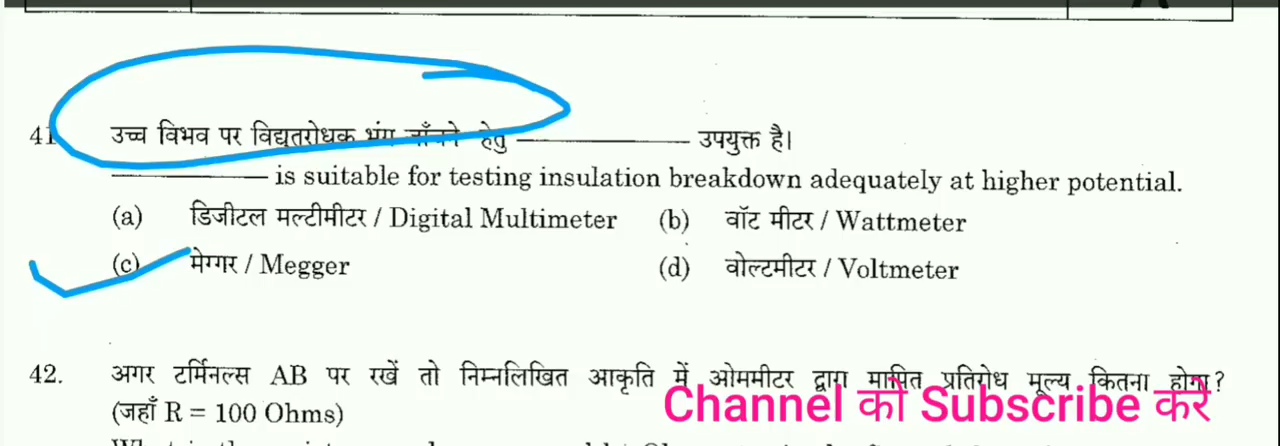 41 उच्च विभव पर विद्युतरोधक भंग जाँचने हेतु ____________ उपयुक्त है।
____________ is suitable for testing insulation breakdown adequately at higher potential.
(a) डिजीटल मल्टीमीटर / Digital Multimeter (b) वॉट मीटर / Wattmeter
(c) मेग्गर / Megger (d) वोल्टमीटर / Voltmeter
42. अगर टर्मिनल्स AB पर रखें तो निम्नलिखित आकृति में ओममीटर द्वारा मापित प्रतिरोध मूल्य कितना होगा?
(जहाँ R = 100 Ohms)
Channel को Subscribe करे